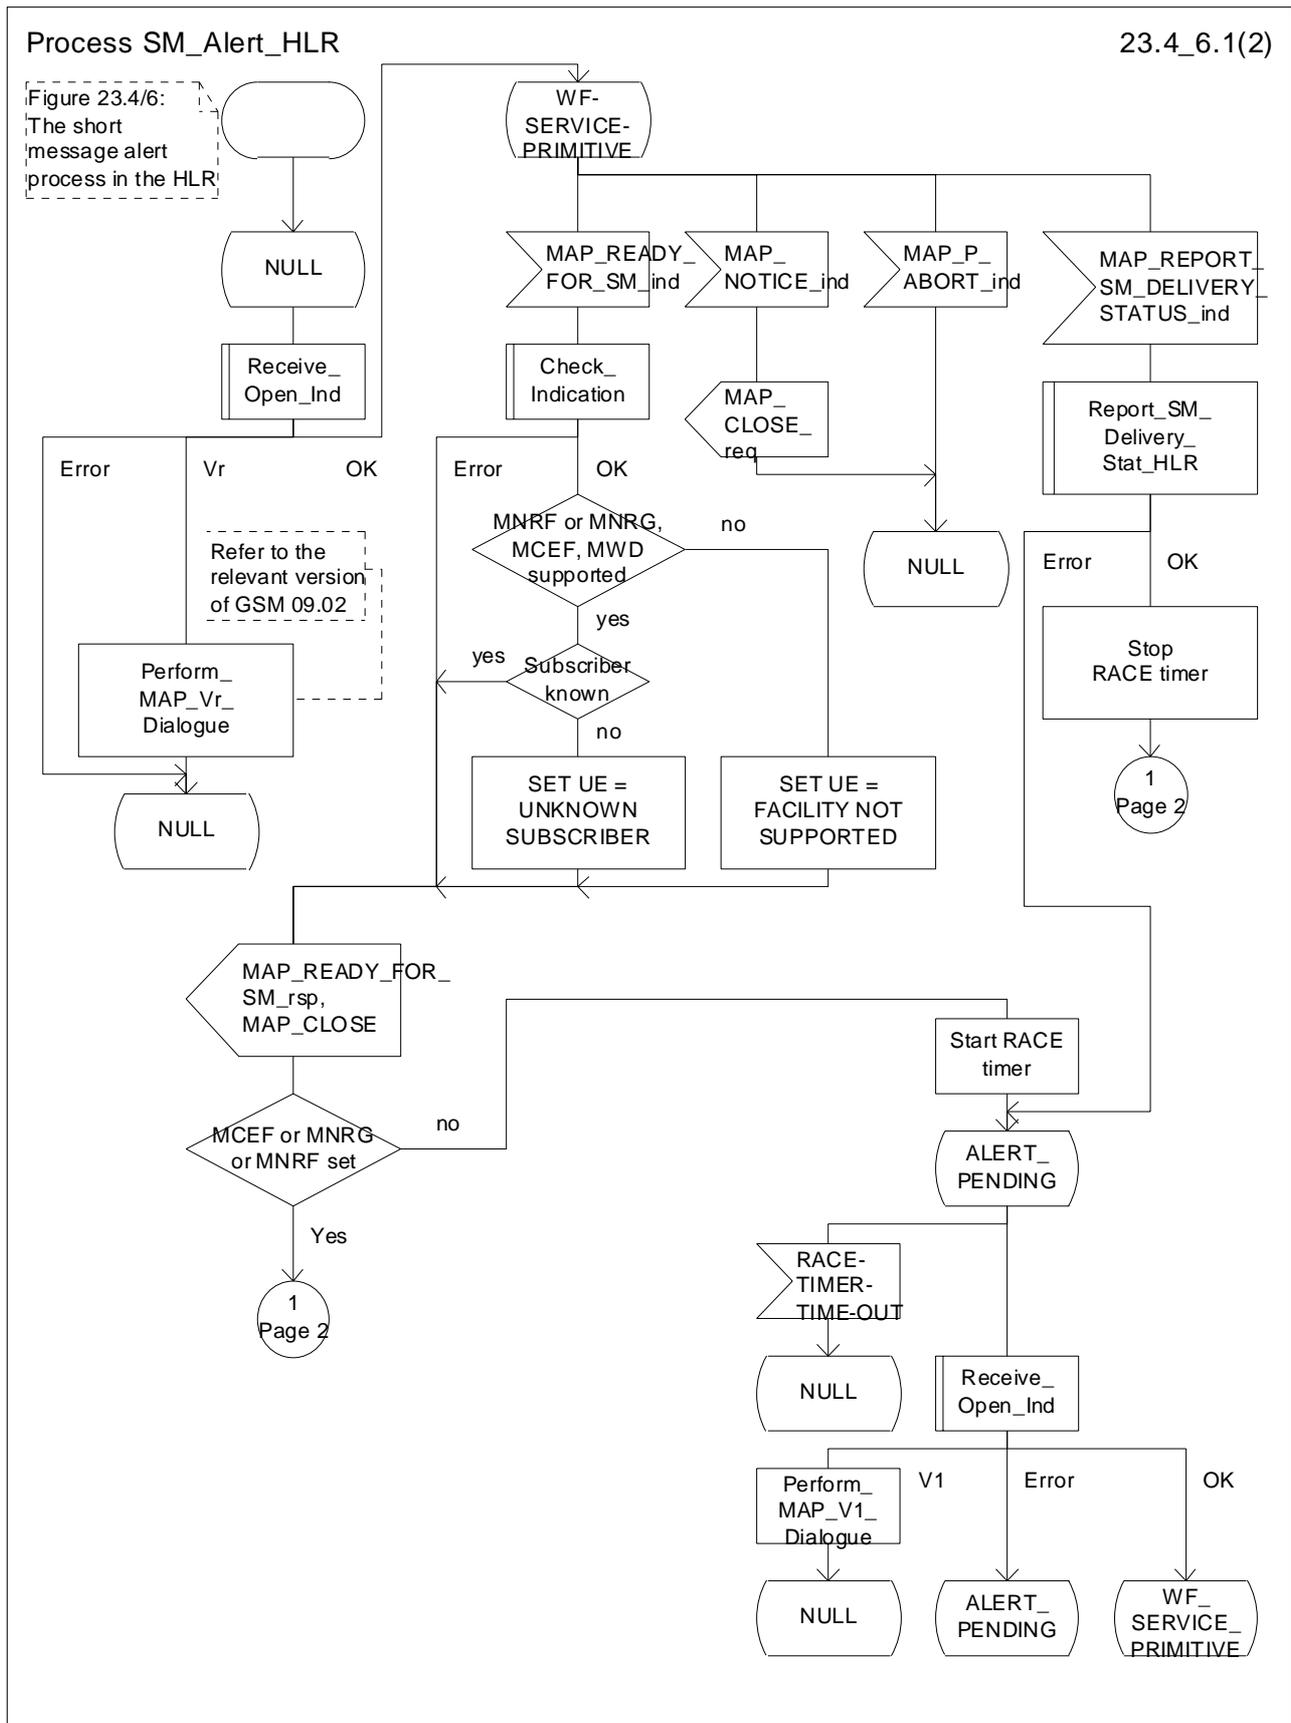 Process SM_Alert_HLR
23.4_6.1(2)
Figure 23.4/6:
The short
message alert
process in the HLR
WF-
SERVICE-
PRIMITIVE
NULL
MAP_READY_
FOR_SM_ind
MAP_
NOTICE_ind
MAP_P_
ABORT_ind
MAP_REPORT_
SM_DELIVERY_
STATUS_ind
Receive_
Open_Ind
Check_
Indication
MAP_
CLOSE_
req
Report_SM_
Delivery_
Stat_HLR
Error
Vr
OK
Error
OK
MNRF or MNRG,
MCEF, MWD
supported
no
NULL
Error
OK
Refer to the
relevant version
of GSM 09.02
yes
Stop
RACE timer
Perform_
MAP_Vr_
Dialogue
yes
Subscriber
known
no
SET UE =
UNKNOWN
SUBSCRIBER
SET UE =
FACILITY NOT
SUPPORTED
1
Page 2
NULL
MAP_READY_FOR_
SM_rsp,
MAP_CLOSE
Start RACE
timer
MCEF or MNRG
or MNRF set
no
ALERT_
PENDING
Yes
RACE-
TIMER-
TIME-OUT
1
Page 2
NULL
Receive_
Open_Ind
Perform_
MAP_V1_
Dialogue
V1
Error
OK
NULL
ALERT_
PENDING
WF_
SERVICE_
PRIMITIVE